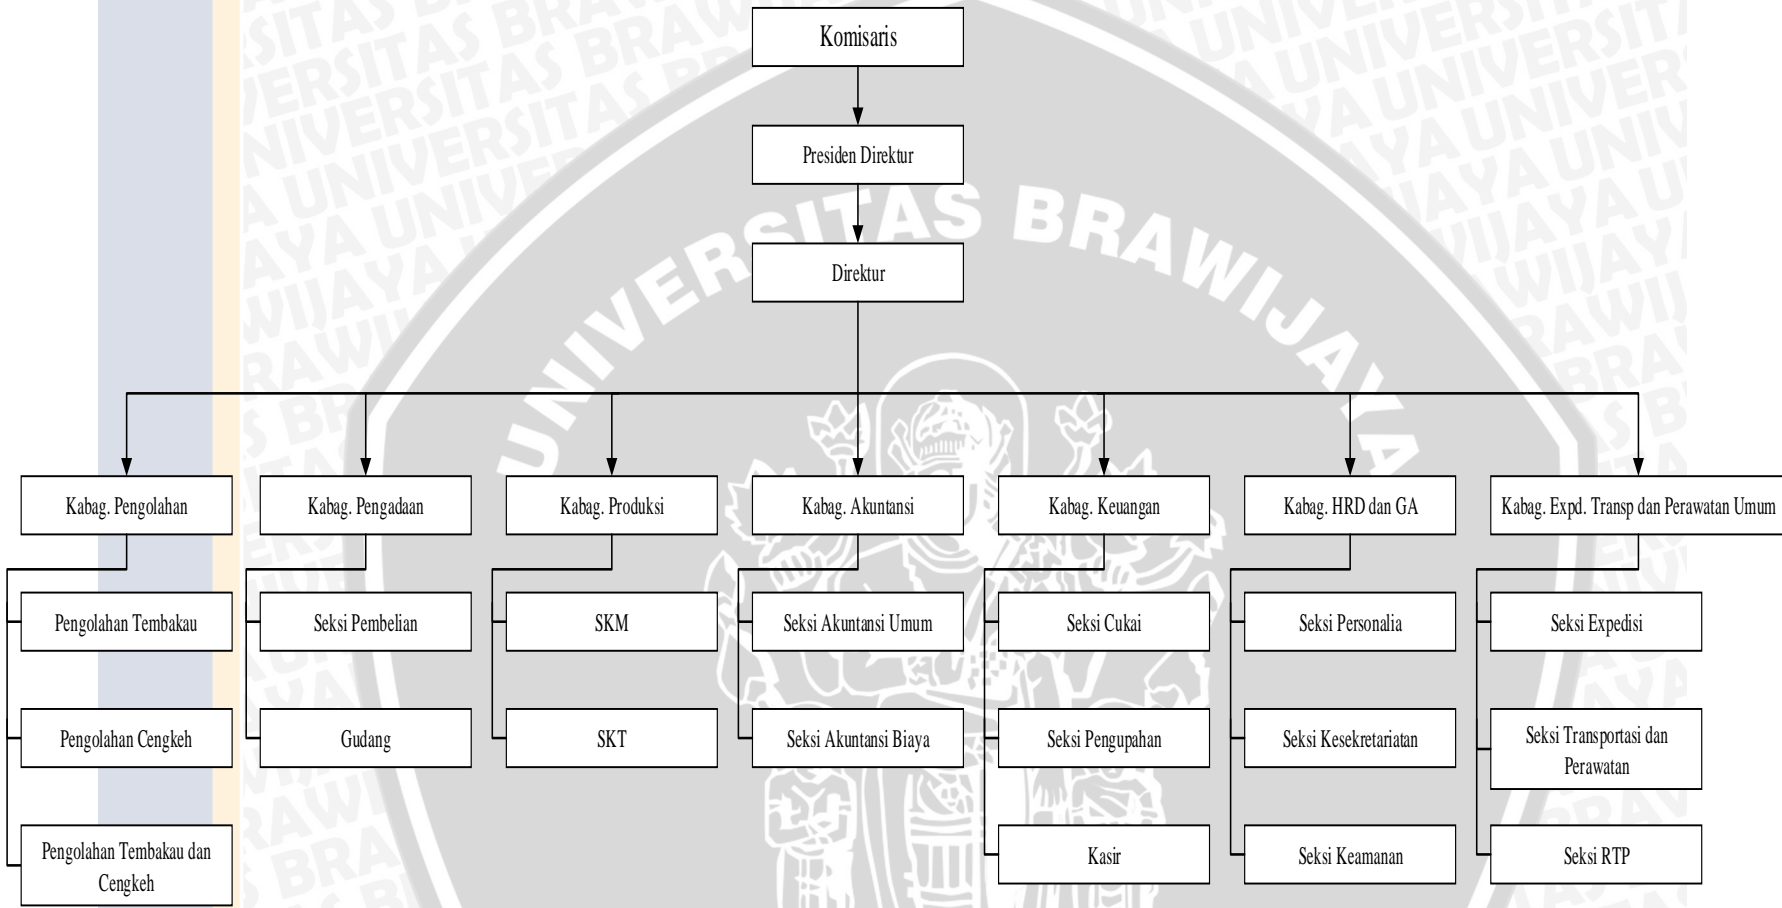 Komisaris
Presiden Direktur
UNIVERSITAS BRAWIJAYA
Direktur
Kabag. Pengolahan
Kabag. Pengadaan
Kabag. Produksi
Kabag. Akuntansi
Kabag. Keuangan
Kabag. HRD dan GA
Kabag. Expd. Transp dan Perawatan Umum
Pengolahan Tembakau
Seksi Pembelian
SKM
Seksi Akuntansi Umum
Seksi Cukai
Seksi Personalia
Seksi Expedisi
Pengolahan Cengkeh
Gudang
SKT
Seksi Akuntansi Biaya
Seksi Pengupahan
Seksi Kesekretariatan
Seksi Transportasi dan
Perawatan
Pengolahan Tembakau dan
Cengkeh
Kasir
Seksi Keamanan
Seksi RTP